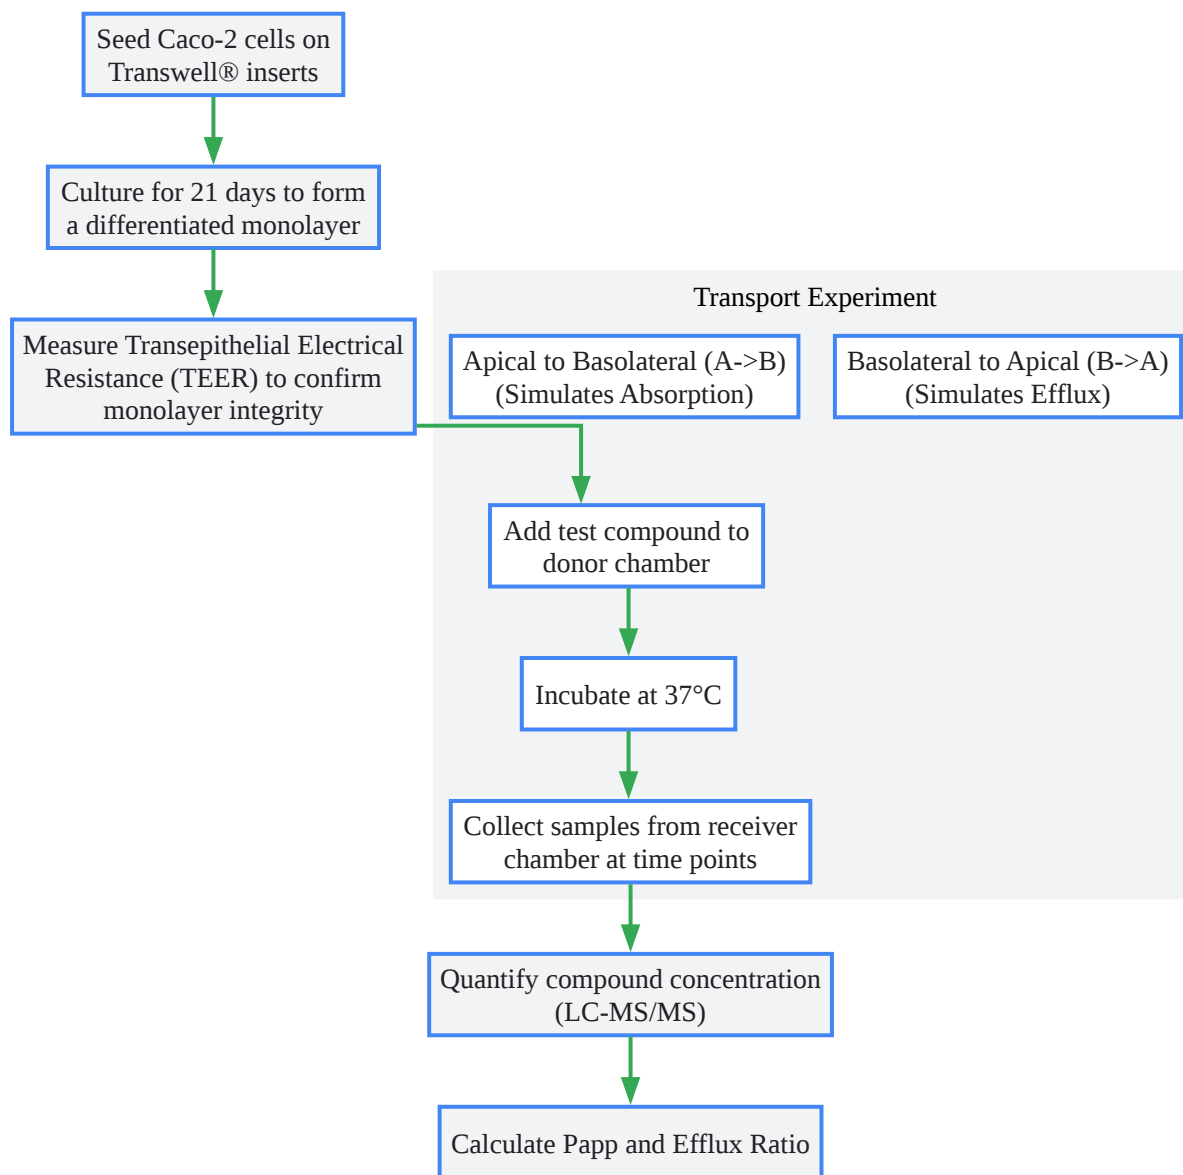 Seed Caco-2 cells on
Transwell® inserts
Culture for 21 days to form
a differentiated monolayer
Measure Transepithelial Electrical
Resistance (TEER) to confirm
monolayer integrity
Transport Experiment
Apical to Basolateral (A->B)
(Simulates Absorption)
Basolateral to Apical (B->A)
(Simulates Efflux)
Add test compound to
donor chamber
Incubate at 37°C
Collect samples from receiver
chamber at time points
Quantify compound concentration
(LC-MS/MS)
Calculate Papp and Efflux Ratio